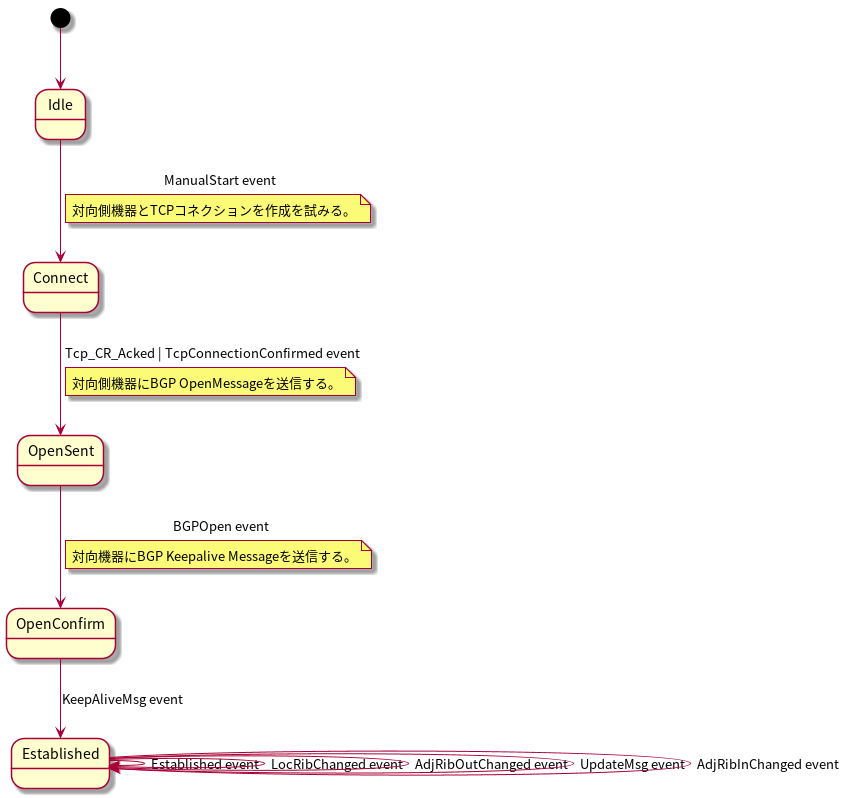 Idle
ManualStart event
対向側機器とTCPコネクションを作成を試みる。
Connect
Tcp_CR_Acked | TcpConnectionConfirmed event
対向側機器にBGP OpenMessageを送信する。
OpenSent
BGPOpen event
対向機器にBGP Keepalive Messageを送信する。
OpenConfirm
KeepAliveMsg event
Established
Established event
LocRibChanged event
AdjRibOutChanged event
UpdateMsg event
AdjRibInChanged event